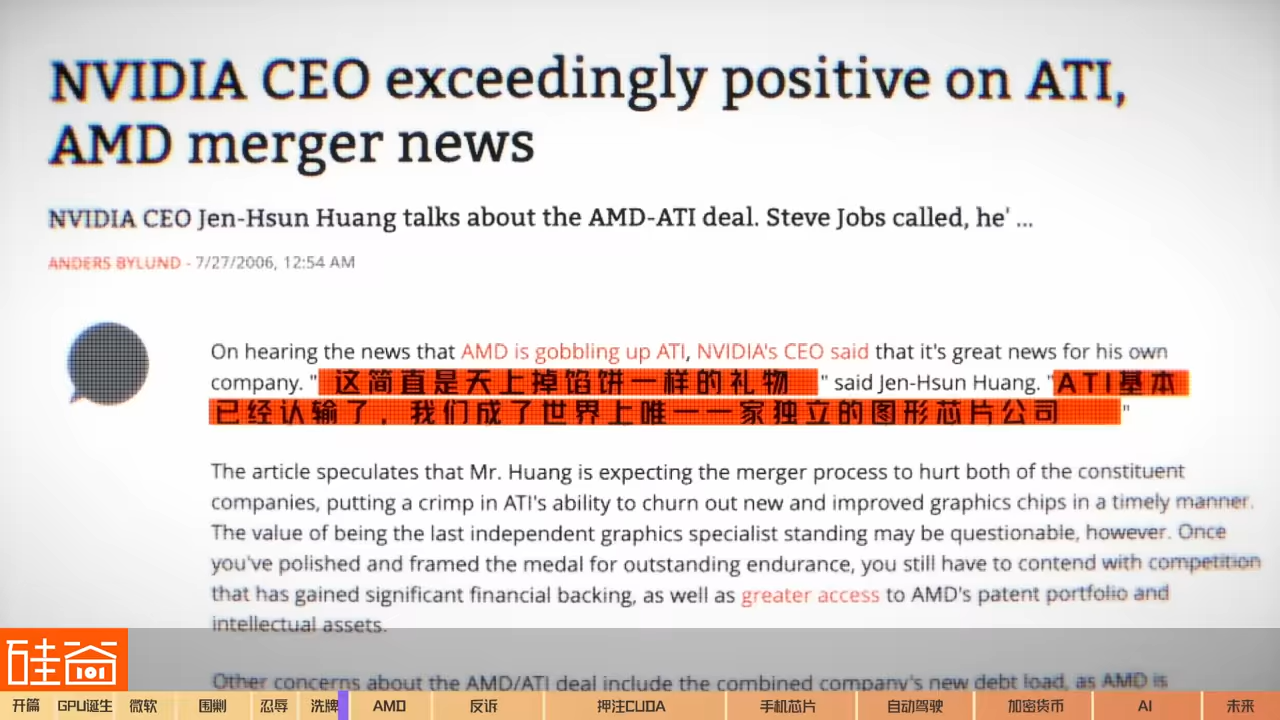 NVIDIA CEO exceedingly positive on ATI,
AMD merger news
NVIDIA CEO Jen-Hsun Huang talks about the AMD-ATI deal. Steve Jobs called, he' ...
ANDERS BYLUND - 7/27/2006, 12:54 AM
On hearing the news that AMD is gobbling up ATI, NVIDIA's CEO said that it's great news for his own
company. "这简直是天上掉馅饼一样的礼物" said Jen-Hsun Huang. "ATI基本
已经认输了，我们成了世界上唯一一家独立的图形芯片公司"
The article speculates that Mr. Huang is expecting the merger process to hurt both of the constituent
companies, putting a crimp in ATI's ability to churn out new and improved graphics chips in a timely manner.
The value of being the last independent graphics specialist standing may be questionable, however. Once
you've polished and framed the medal for outstanding endurance, you still have to contend with competition
that has gained significant financial backing, as well as greater access to AMD's patent portfolio and
intellectual assets.
Other concerns about the AMD/ATI deal include the combined company's new debt load, as AMD is
硅谷101
开篇 GPU诞生 微软 围剿 忍辱 洗牌 AMD 反诉 押注CUDA 手机芯片 自动驾驶 加密货币 AI 未来